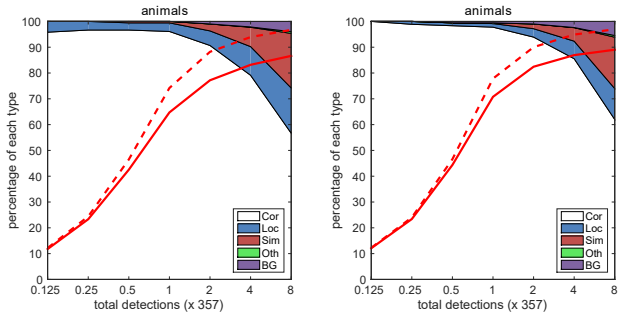 animals
percentage of each type
100
90
80
70
60
50
40
30
20
10
0
Cor
Loc
Sim
Oth
BG
0.125 0.25 0.5 1 2 4 8
total detections (x 357)
animals
percentage of each type
100
90
80
70
60
50
40
30
20
10
0
Cor
Loc
Sim
Oth
BG
0.125 0.25 0.5 1 2 4 8
total detections (x 357)